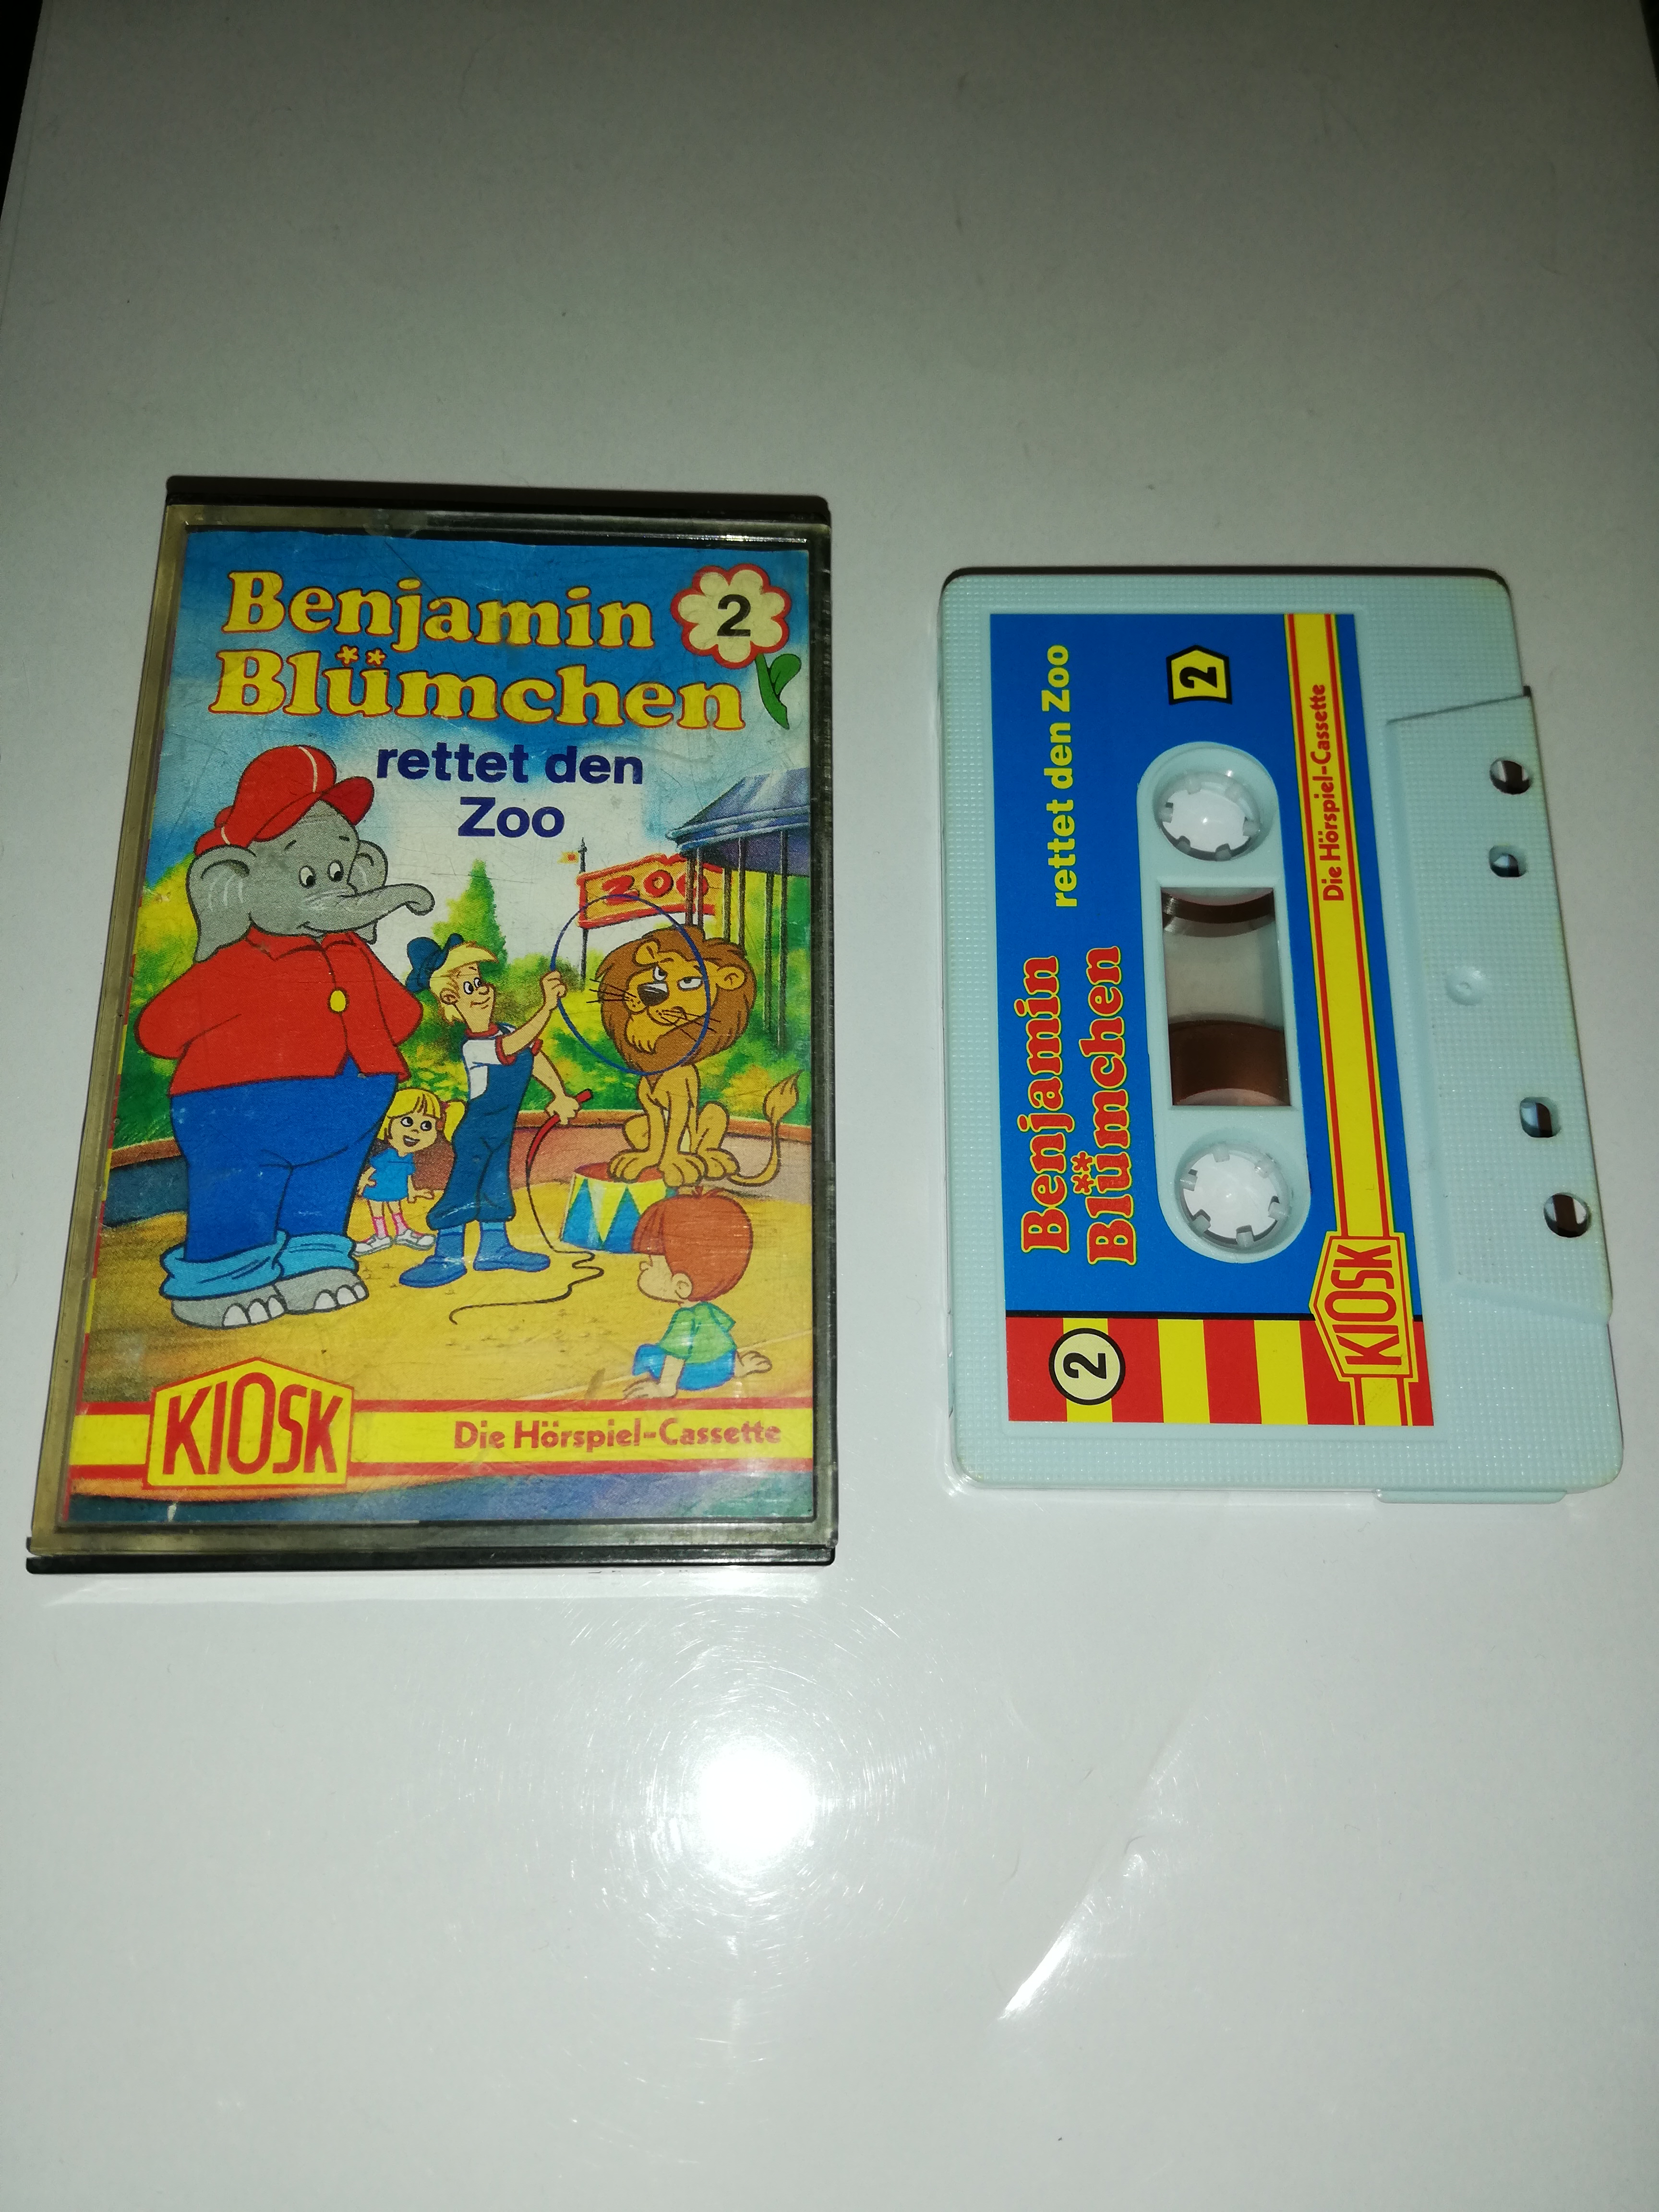 Benjamin
Blümchen
2
rettet den
Zoo
ZOO
KIOSK
Die Hörspiel-Cassette
Benjamin
Blümchen
rettet den Zoo
2
2
KIOSK
Die Hörspiel-Cassette